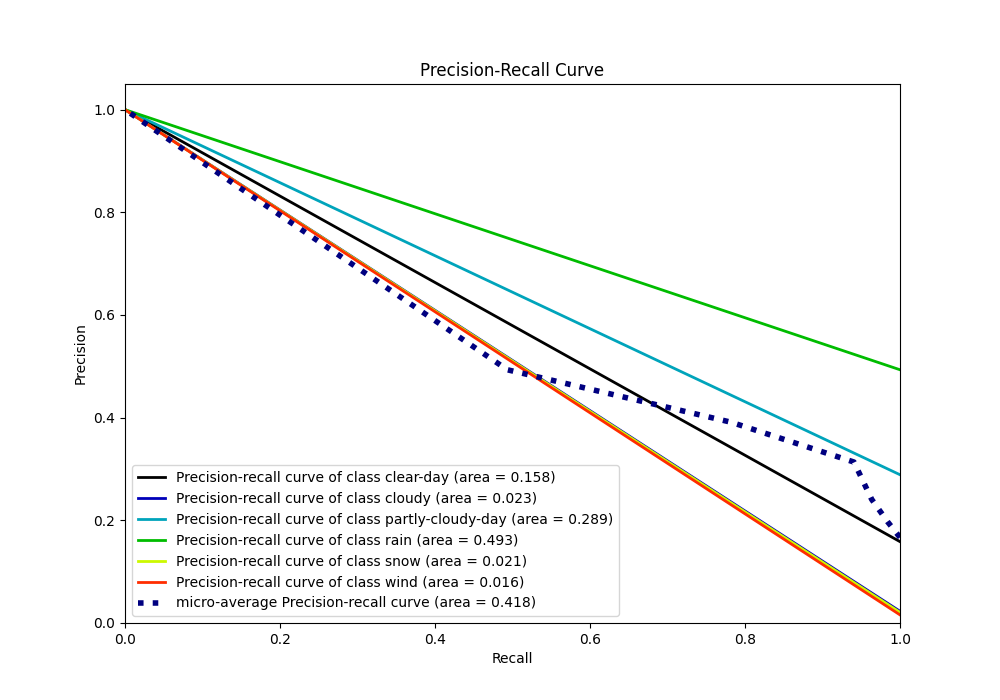 Precision-Recall Curve
Precision
1.0
0.8
0.6
0.4
0.2
0.0
Precision-recall curve of class clear-day (area = 0.158)
Precision-recall curve of class cloudy (area = 0.023)
Precision-recall curve of class partly-cloudy-day (area = 0.289)
Precision-recall curve of class rain (area = 0.493)
Precision-recall curve of class snow (area = 0.021)
Precision-recall curve of class wind (area = 0.016)
micro-average Precision-recall curve (area = 0.418)
0.0 0.2 0.4 0.6 0.8 1.0
Recall